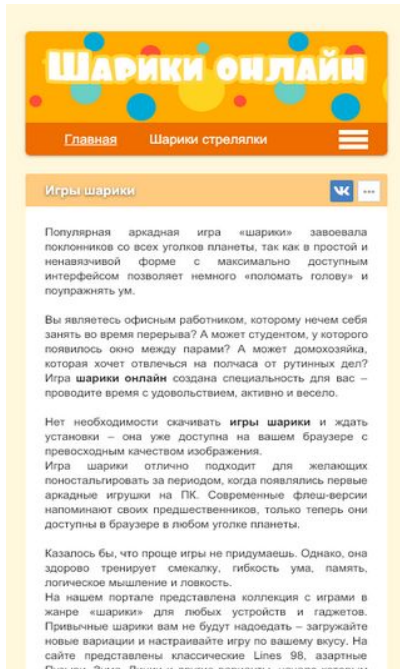 Шарики онлайн
Главная Шарики стрелялки
Игры шарики
Популярная аркадная игра «шарики» завоевала
поклонников со всех уголков планеты, так как в простой и
ненавязчивой форме с максимально доступным
интерфейсом позволяет немного «поломать голову» и
поупражнять ум.
Вы являетесь офисным работником, которому нечем себя
занять во время перерыва? А может студентом, у которого
появилось окно между парами? А может домохозяйка,
которая хочет отвлечься на полчаса от рутинных дел?
Игра шарики онлайн создана специальность для вас –
проводите время с удовольствием, активно и весело.
Нет необходимости скачивать игры шарики и ждать
установки – она уже доступна на вашем браузере с
превосходным качеством изображения.
Игра шарики отлично подходит для желающих
поностальгировать за периодом, когда появлялись первые
аркадные игрушки на ПК. Современные флеш-версии
напоминают своих предшественников, только теперь они
доступны в браузере в любом уголке планеты.
Казалось бы, что проще игры не придумаешь. Однако, она
здорово тренирует смекалку, гибкость ума, память,
логическое мышление и ловкость.
На нашем портале представлена коллекция с играми в
жанре «шарики» для любых устройств и гаджетов.
Привычные шарики вам не будут надоедать – загружайте
новые вариации и настраивайте игру по вашему вкусу. На
сайте представлены классические Lines 98, азартные